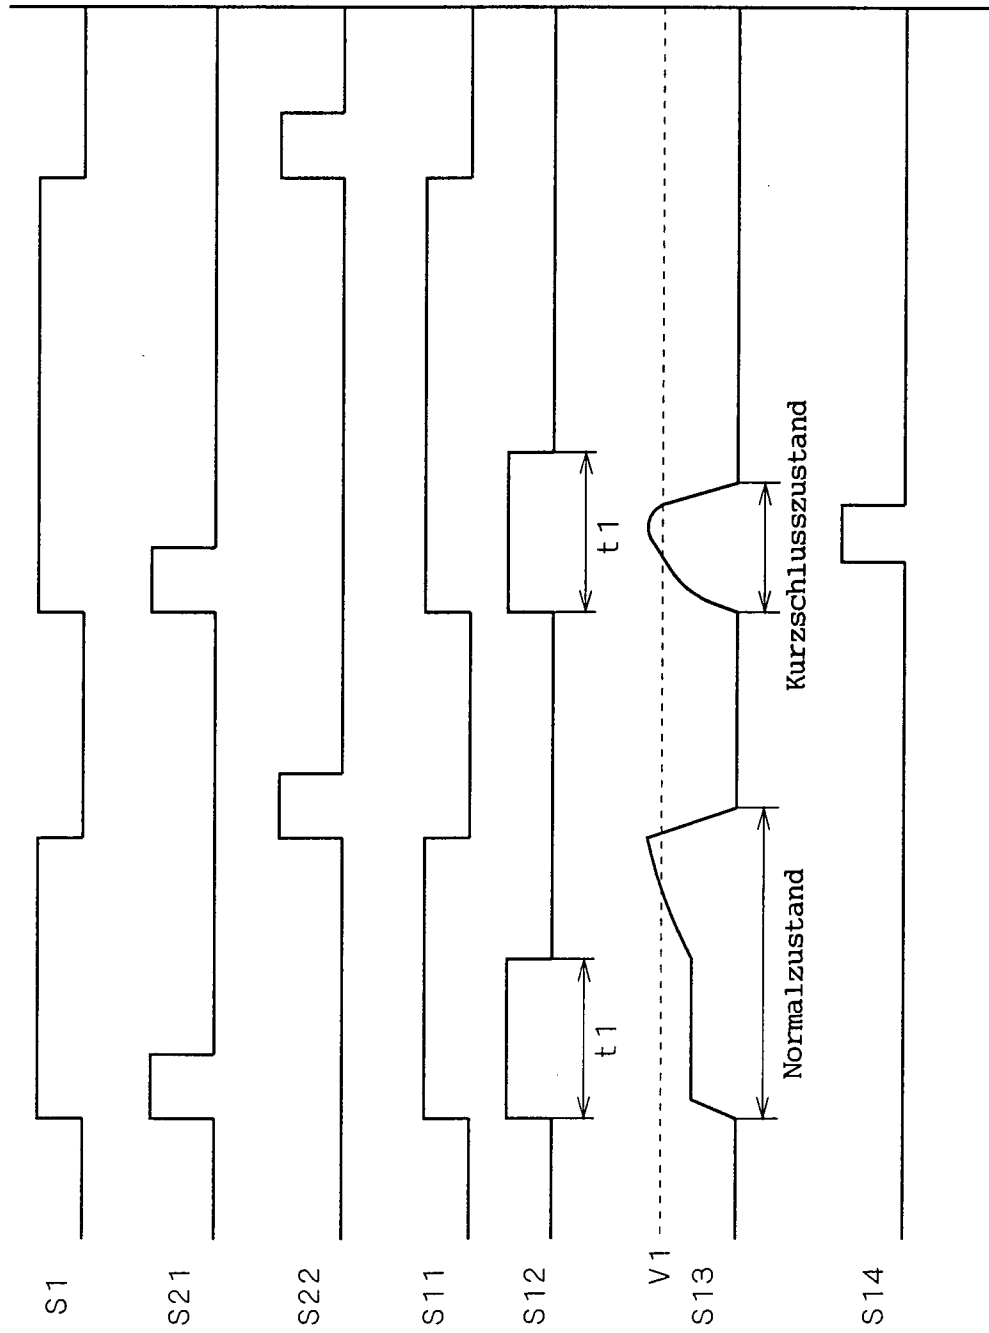 S1
S21
S22
S11
S12
t1
t1
V1
S13
Normalzustand
Kurzschlusszustand
S14